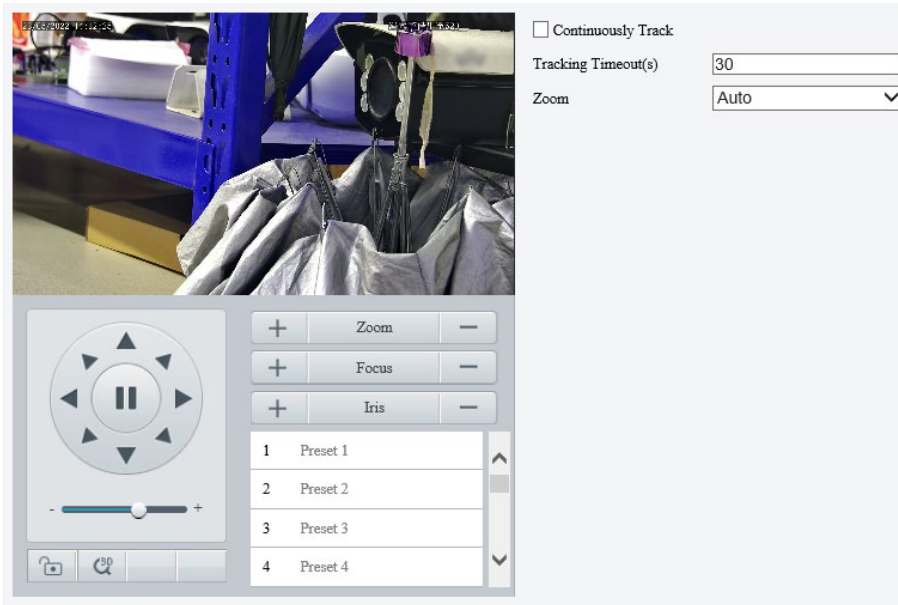 Continuously Track
Tracking Timeout(s) 30
Zoom Auto
+ Zoom −
+ Focus −
+ Iris −
1 Preset 1
2 Preset 2
3 Preset 3
4 Preset 4
- +
3D